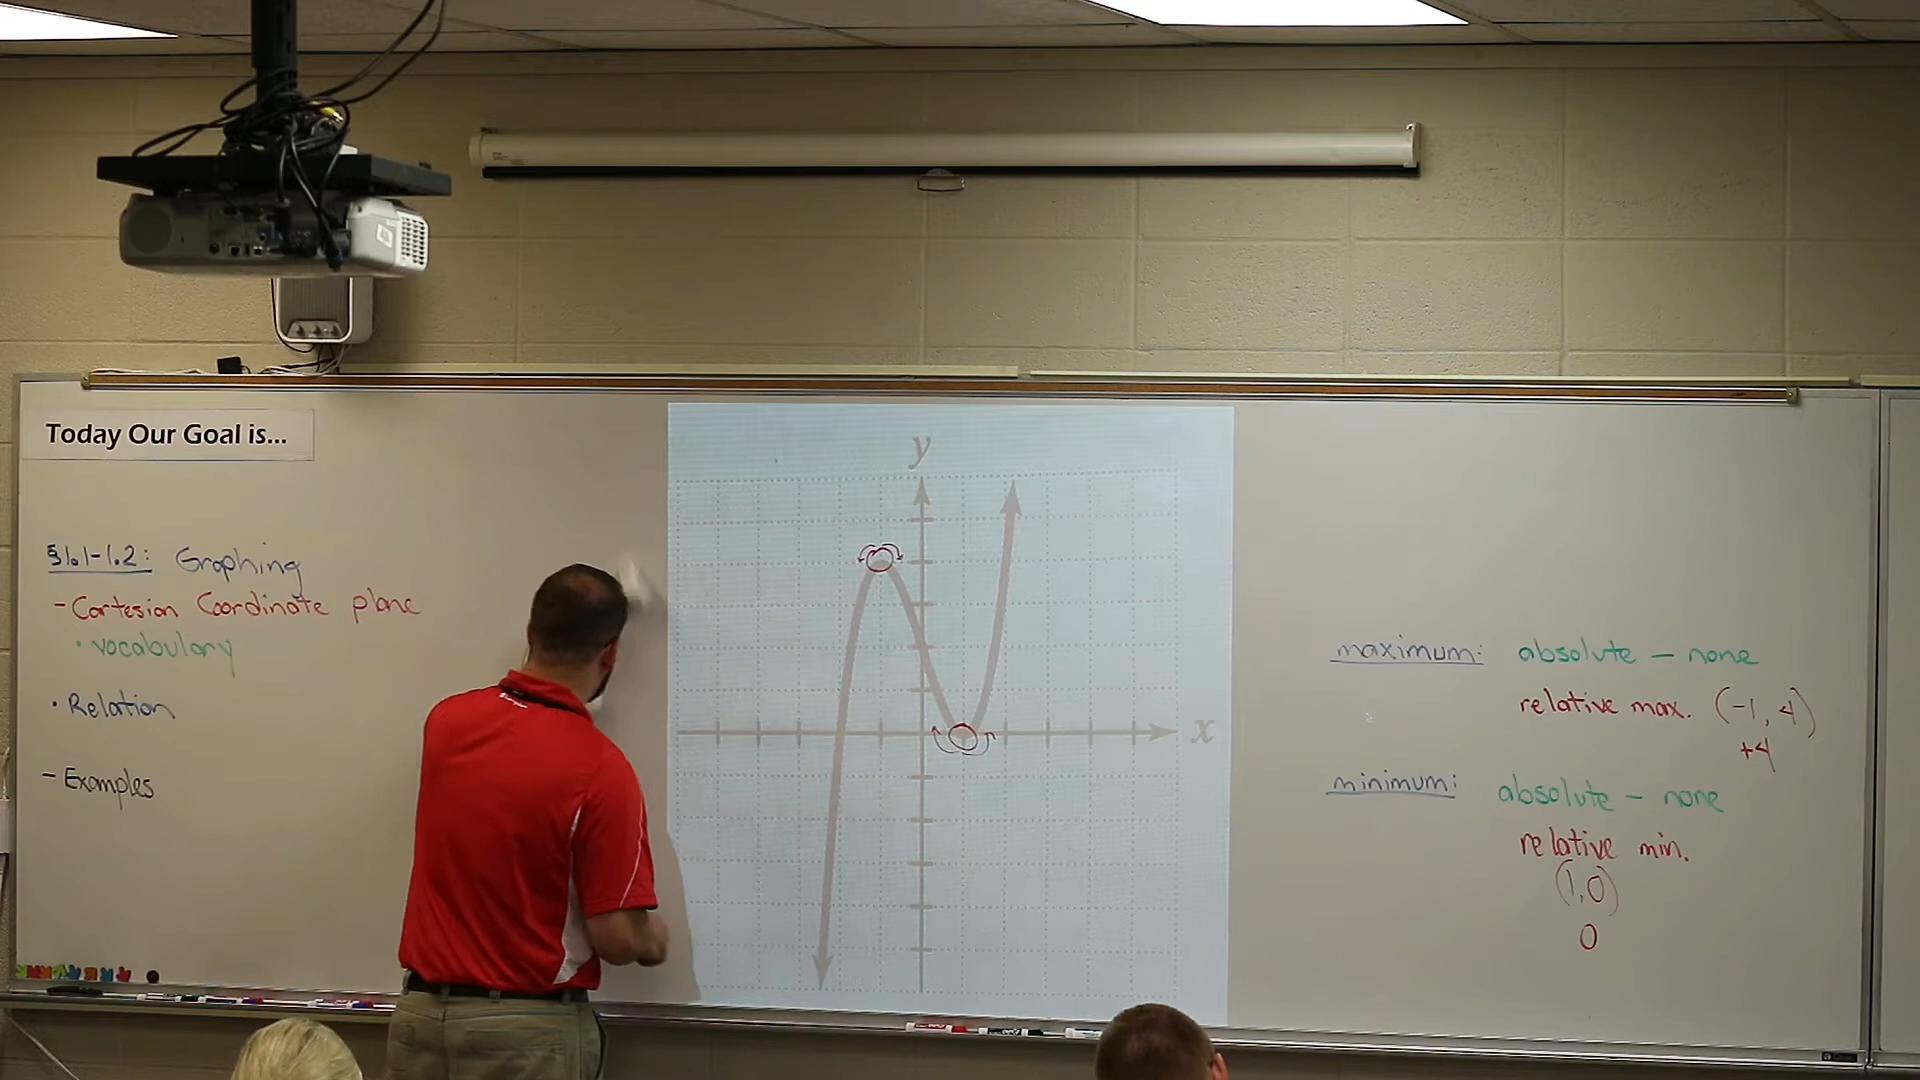 Today Our Goal is...
§1.1-1.2: Graphing
- Cartesian Coordinate plane
• vocabulary
• Relation
- Examples
y
x
maximum: absolute - none
relative max. (-1, 4)
+4
minimum: absolute - none
relative min.
(1,0)
0